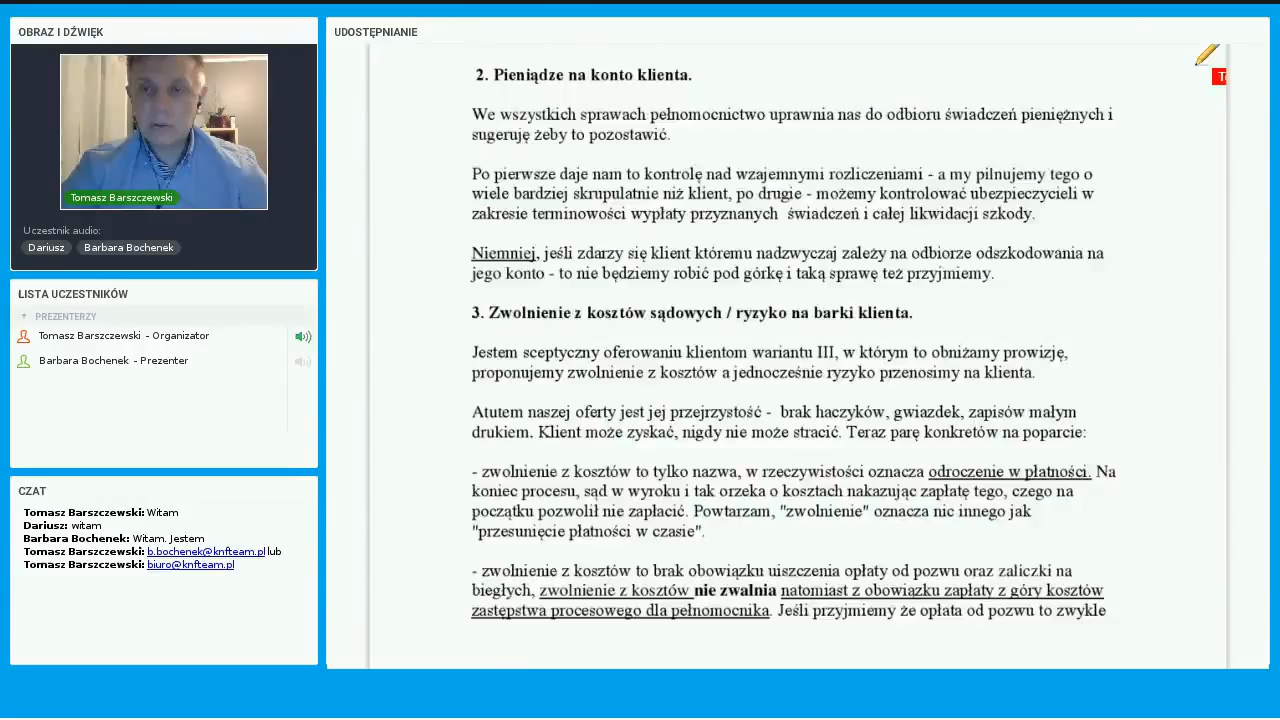 OBRAZ I DŹWIĘK
Tomasz Barszczewski
Uczestnik audio:
Dariusz Barbara Bochenek
LISTA UCZESTNIKÓW
PREZENTERZY
Tomasz Barszczewski - Organizator
Barbara Bochenek - Prezenter
CZAT
Tomasz Barszczewski: Witam
Dariusz: witam
Barbara Bochenek: Witam. Jestem
Tomasz Barszczewski: b.bochenek@knfteam.pl lub
Tomasz Barszczewski: biuro@knfteam.pl
UDOSTĘPNIANIE
2. Pieniądze na konto klienta.
We wszystkich sprawach pełnomocnictwo uprawnia nas do odbioru świadczeń pieniężnych i
sugeruję żeby to pozostawić.
Po pierwsze daje nam to kontrolę nad wzajemnymi rozliczeniami - a my pilnujemy tego o
wiele bardziej skrupulatnie niż klient, po drugie - możemy kontrolować ubezpieczycieli w
zakresie terminowości wypłaty przyznanych świadczeń i całej likwidacji szkody.
Niemniej, jeśli zdarzy się klient któremu nadzwyczaj zależy na odbiorze odszkodowania na
jego konto - to nie będziemy robić pod górkę i taką sprawę też przyjmiemy.
3. Zwolnienie z kosztów sądowych / ryzyko na barki klienta.
Jestem sceptyczny oferowaniu klientom wariantu III, w którym to obniżamy prowizję,
proponujemy zwolnienie z kosztów a jednocześnie ryzyko przenosimy na klienta.
Atutem naszej oferty jest jej przejrzystość - brak haczyków, gwiazdek, zapisów małym
drukiem. Klient może zyskać, nigdy nie może stracić. Teraz parę konkretów na poparcie:
- zwolnienie z kosztów to tylko nazwa, w rzeczywistości oznacza odroczenie w płatności. Na
koniec procesu, sąd w wyroku i tak orzeka o kosztach nakazując zapłatę tego, czego na
początku pozwolił nie zapłacić. Powtarzam, "zwolnienie" oznacza nic innego jak
"przesunięcie płatności w czasie".
- zwolnienie z kosztów to brak obowiązku uiszczenia opłaty od pozwu oraz zaliczki na
biegłych, zwolnienie z kosztów nie zwalnia natomiast z obowiązku zapłaty z góry kosztów
zastępstwa procesowego dla pełnomocnika. Jeśli przyjmiemy że opłata od pozwu to zwykle